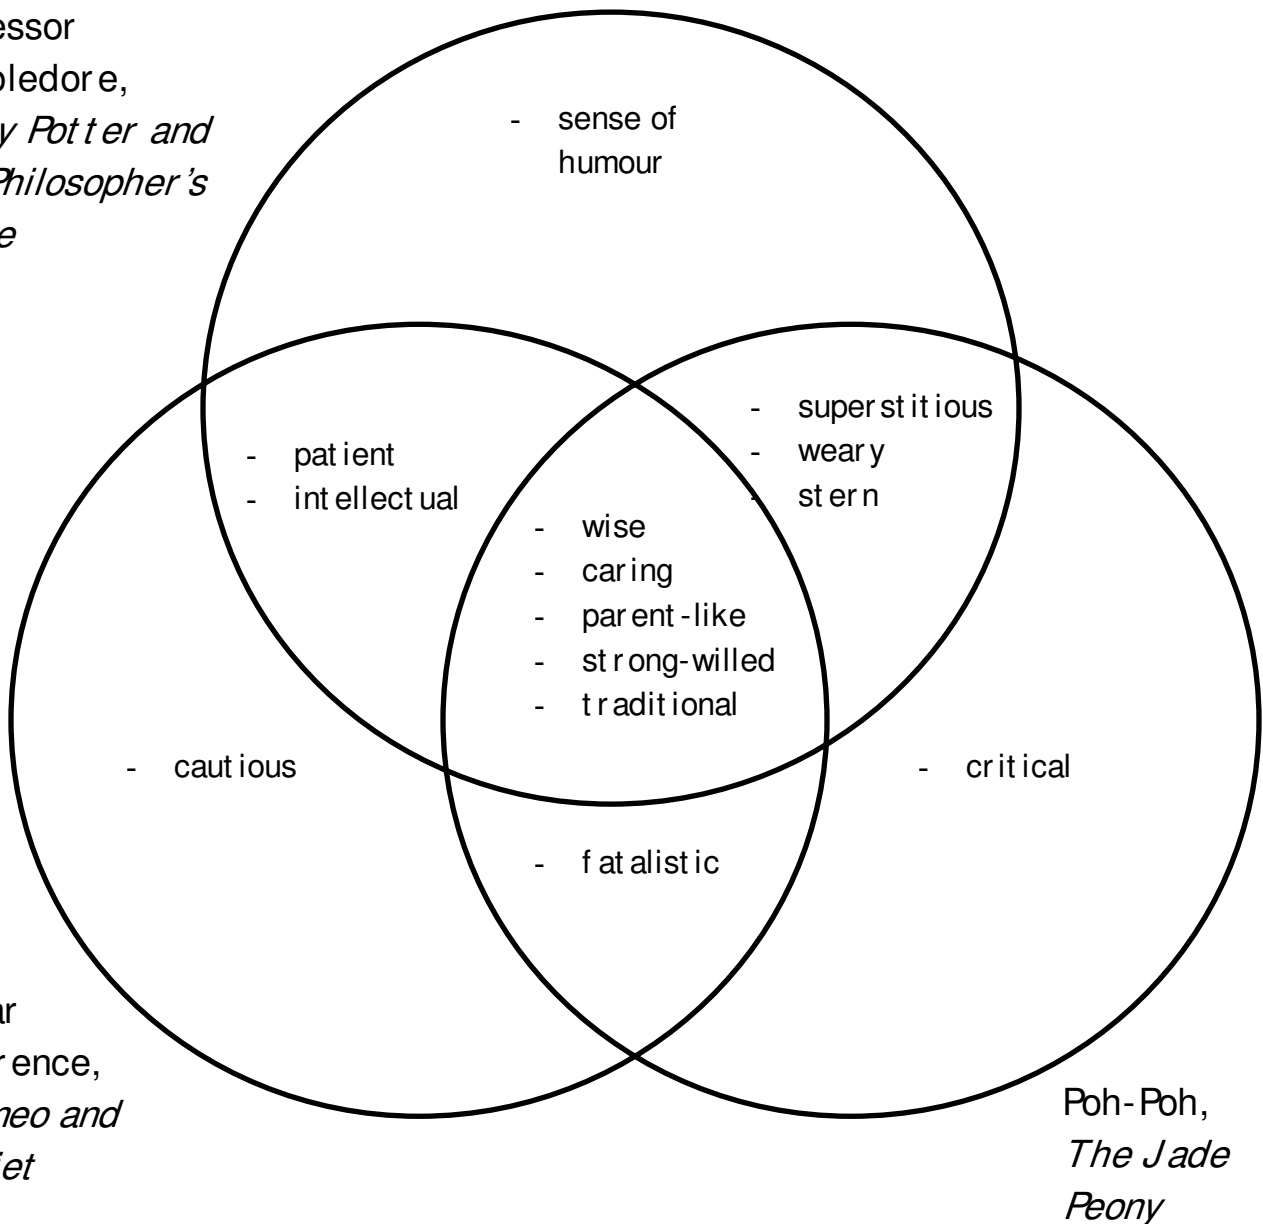 essor
bledore,
y Potter and
Philosopher's
e
- sense of
humour
- patient
- intellectual
- superstitious
- weary
- stern
- wise
- caring
- parent-like
- strong-willed
- traditional
- cautious
- critical
- fatalistic
ar
rence,
neo and
iet
Poh-Poh,
The Jade
Peony